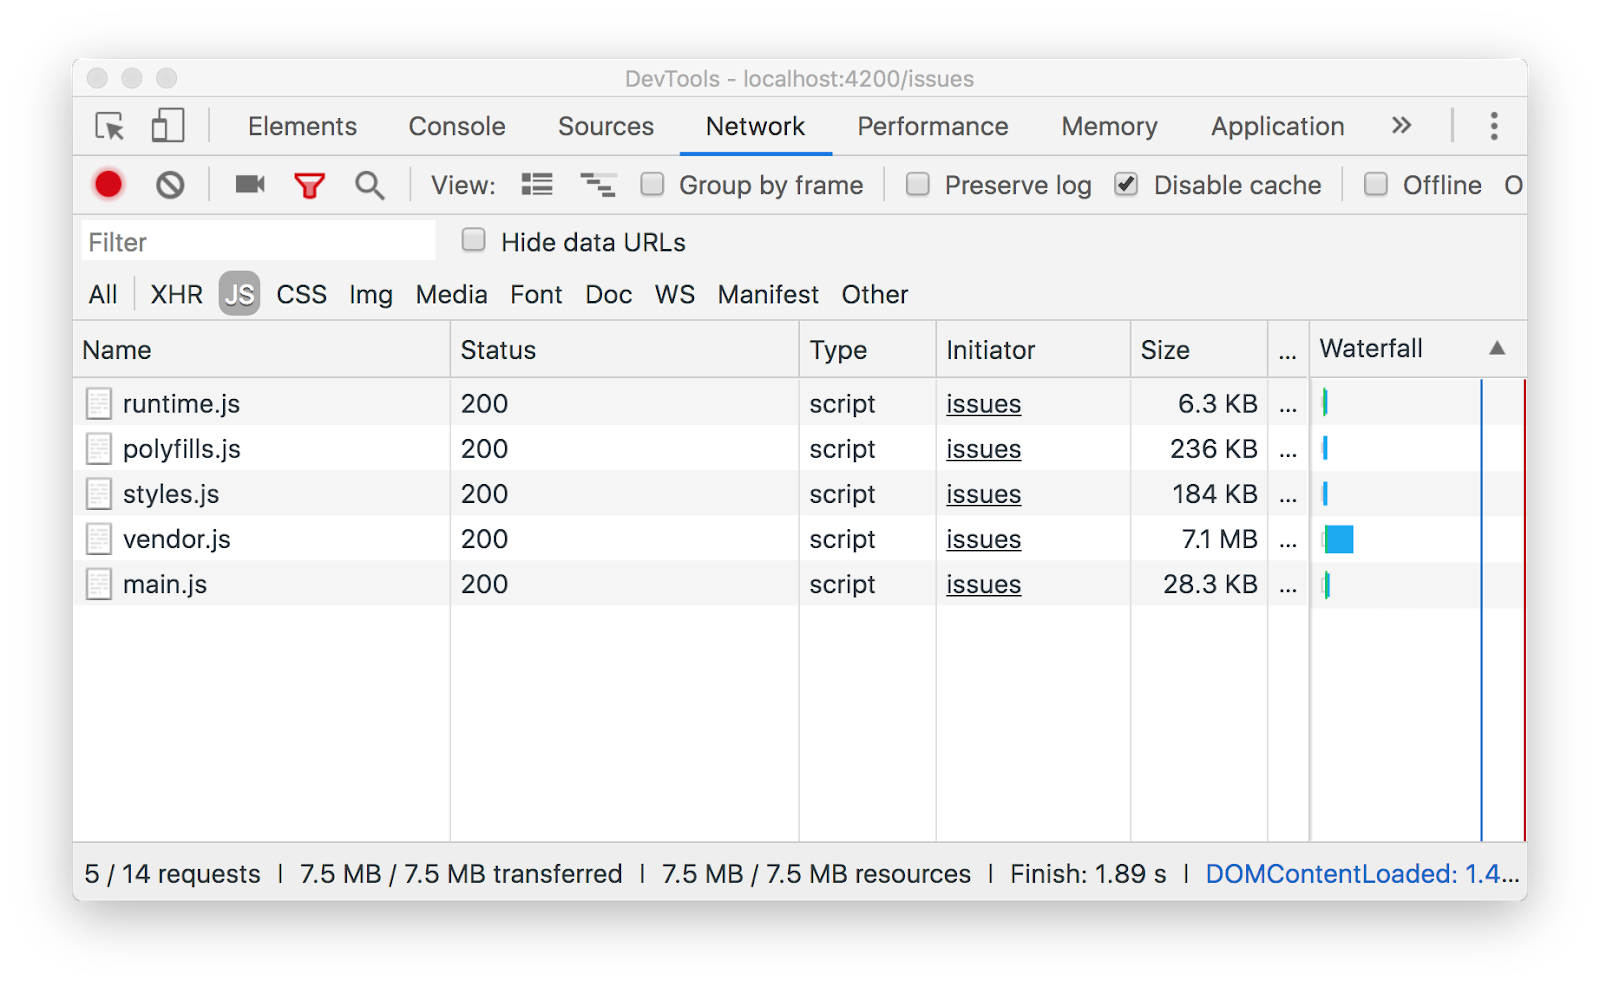 DevTools - localhost:4200/issues
Elements Console Sources Network Performance Memory Application
View: Group by frame Preserve log Disable cache Offline O
Filter Hide data URLs
All XHR JS CSS Img Media Font Doc WS Manifest Other
Name Status Type Initiator Size ... Waterfall
runtime.js 200 script issues 6.3 KB ...
polyfills.js 200 script issues 236 KB ...
styles.js 200 script issues 184 KB ...
vendor.js 200 script issues 7.1 MB ...
main.js 200 script issues 28.3 KB ...
5 / 14 requests | 7.5 MB / 7.5 MB transferred | 7.5 MB / 7.5 MB resources | Finish: 1.89 s | DOMContentLoaded: 1.4...